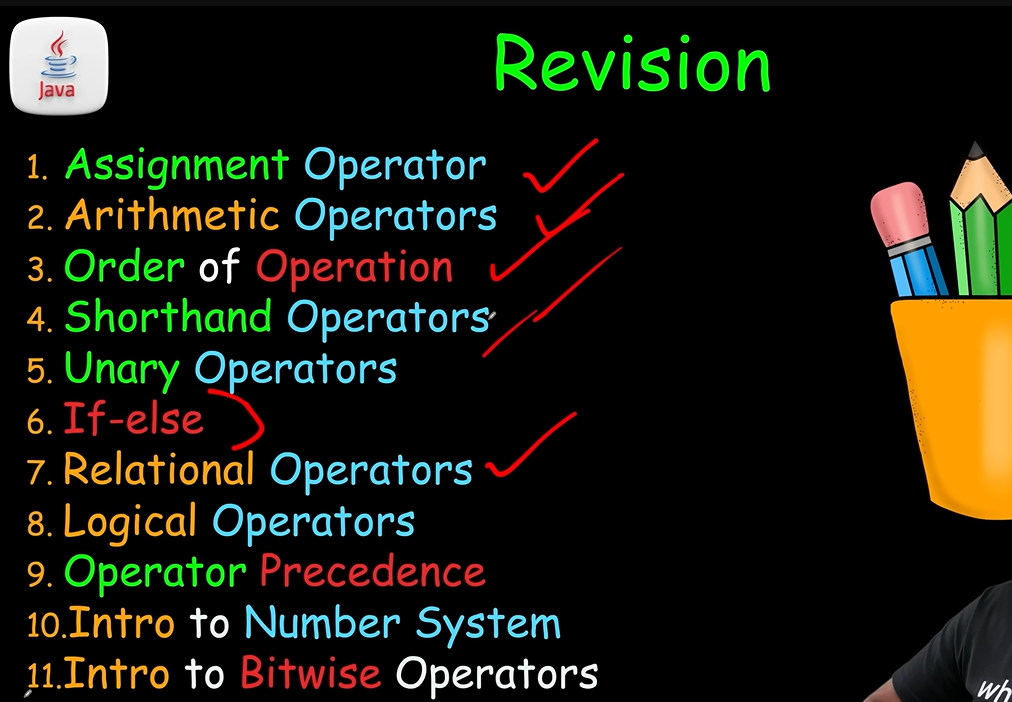 Java
Revision
1. Assignment Operator
2. Arithmetic Operators
3. Order of Operation
4. Shorthand Operators
5. Unary Operators
6. If-else
7. Relational Operators
8. Logical Operators
9. Operator Precedence
10.Intro to Number System
11.Intro to Bitwise Operators